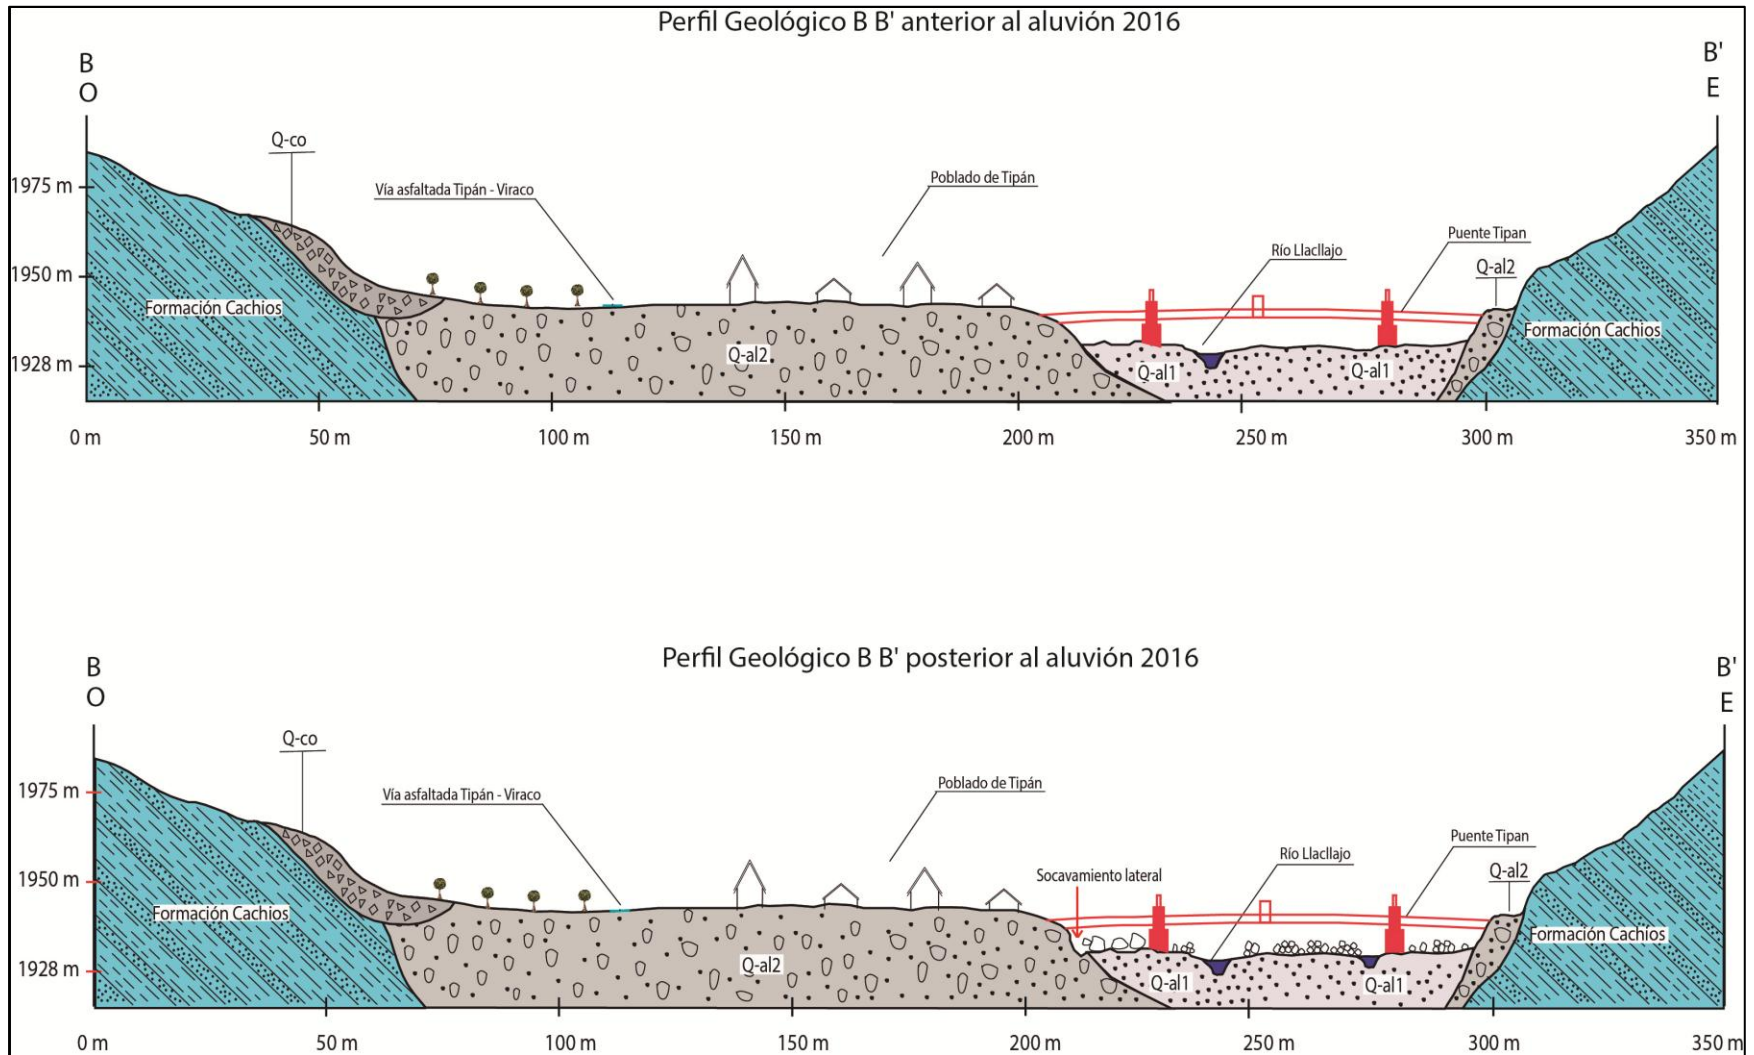 Perfil Geológico B B' anterior al aluvión 2016
B
O
B'
E
Q-co
Vía asfaltada Tipán - Viraco
Poblado de Tipán
Río Llacllajo
Puente Tipan
Q-al2
1975 m
1950 m
1928 m
Formación Cachios
Q-al2
Q-al1
Q-al1
Formación Cachios
0 m
50 m
100 m
150 m
200 m
250 m
300 m
350 m
Perfil Geológico B B' posterior al aluvión 2016
B
O
B'
E
Q-co
Vía asfaltada Tipán - Viraco
Poblado de Tipán
Socavamiento lateral
Río Llacllajo
Puente Tipan
Q-al2
1975 m
1950 m
1928 m
Formación Cachios
Q-al2
Q-al1
Q-al1
Formación Cachios
0 m
50 m
100 m
150 m
200 m
250 m
300 m
350 m